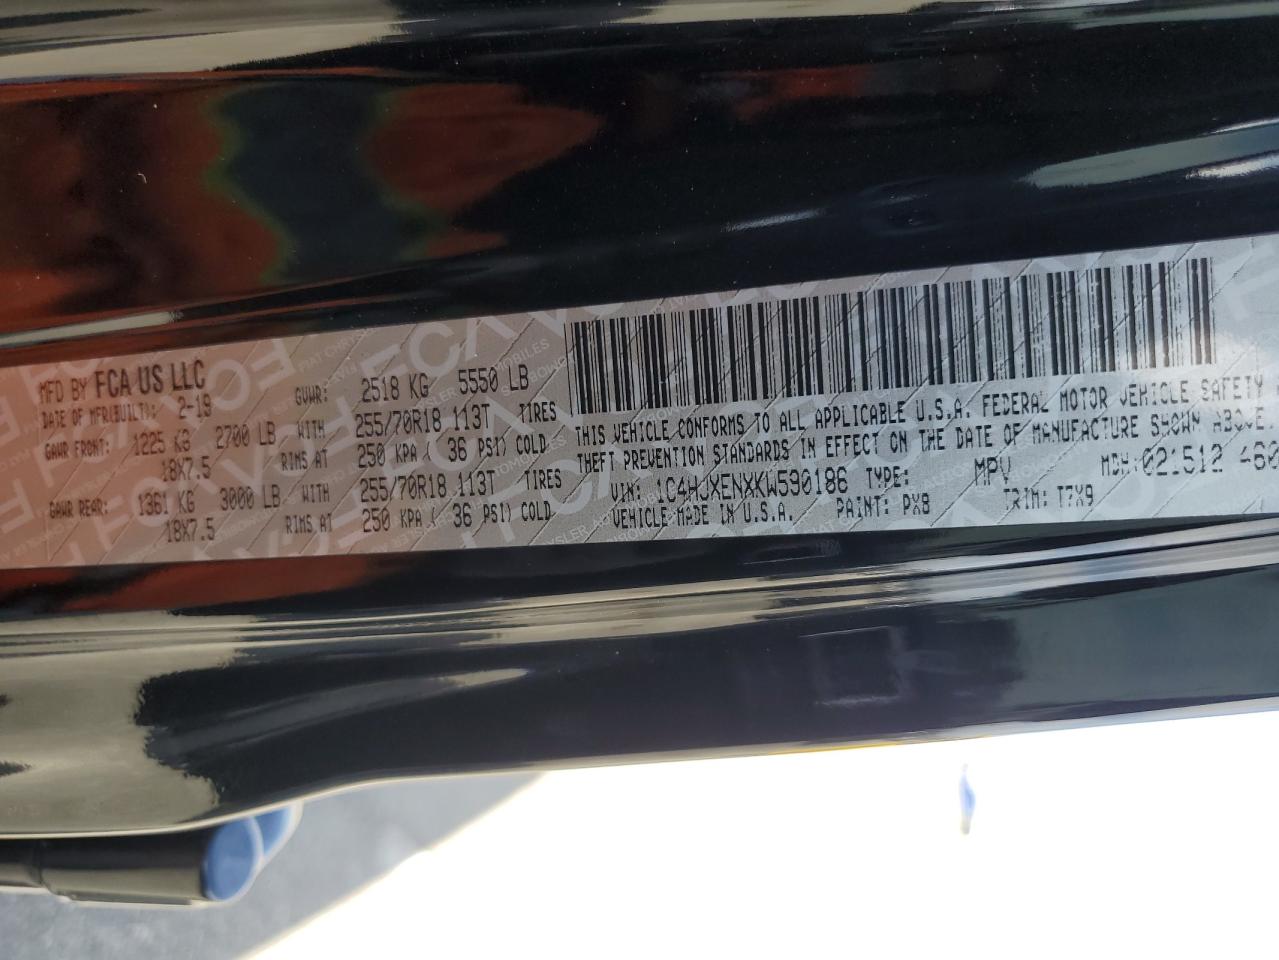 MFD BY FCA US LLC
DATE OF MFR(BUILT): 2-19 GVWR: 2518 KG 5550 LB
GAWR FRONT: 1225 KG 2700 LB WITH 255/70R18 113T TIRES
18X7.5 RIMS AT 250 KPA ( 36 PSI) COLD
GAWR REAR: 1361 KG 3000 LB WITH 255/70R18 113T TIRES
18X7.5 RIMS AT 250 KPA ( 36 PSI) COLD
THIS VEHICLE CONFORMS TO ALL APPLICABLE U.S.A. FEDERAL MOTOR VEHICLE SAFETY
THEFT PREVENTION STANDARDS IN EFFECT ON THE DATE OF MANUFACTURE SHOWN ABOVE.
VIN: 1C4HJXENXKW590186 TYPE: MPV MDH: 021512 460
VEHICLE MADE IN U.S.A. PAINT: PX8 TRIM: T7X9